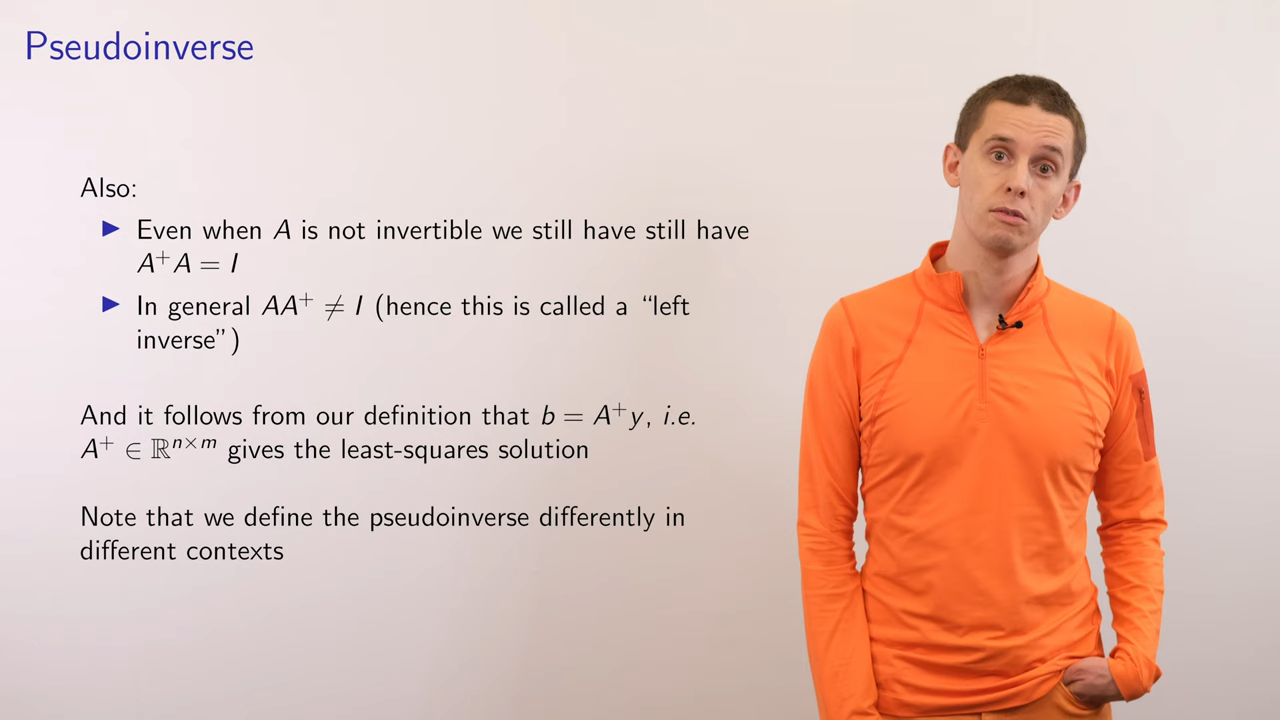 Pseudoinverse
Also:
▶ Even when A is not invertible we still have still have
A⁺A = I
▶ In general AA⁺ ≠ I (hence this is called a “left
inverse”)
And it follows from our definition that b = A⁺y, i.e.
A⁺ ∈ ℝⁿˣᵐ gives the least-squares solution
Note that we define the pseudoinverse differently in
different contexts